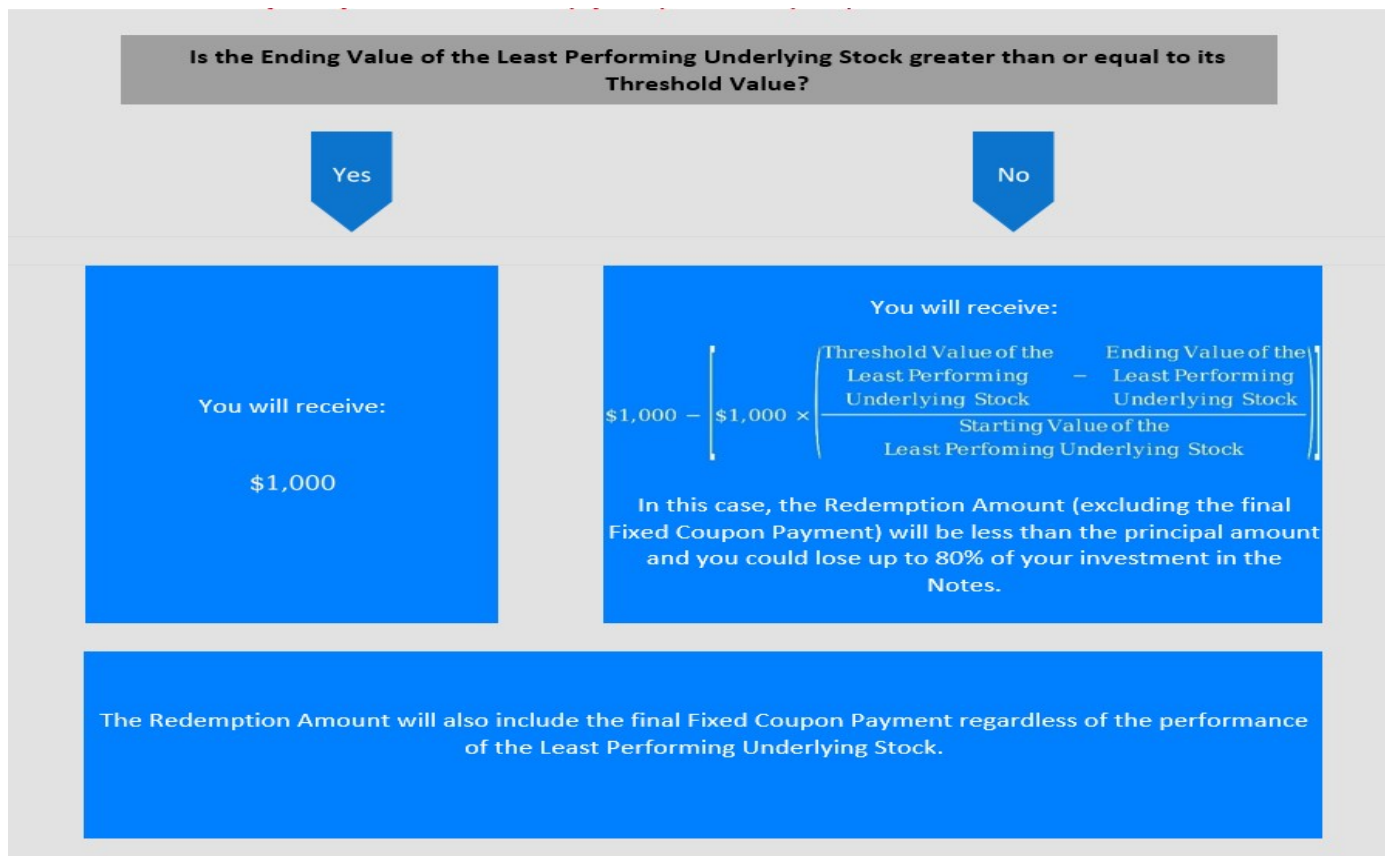 Is the Ending Value of the Least Performing Underlying Stock greater than or equal to its
Threshold Value?
Yes
No
You will receive:
$1,000
You will receive:
$1,000 − [$1,000 × ((Threshold Value of the Least Performing Underlying Stock − Ending Value of the Least Performing Underlying Stock) / Starting Value of the Least Perfoming Underlying Stock)]
In this case, the Redemption Amount (excluding the final
Fixed Coupon Payment) will be less than the principal amount
and you could lose up to 80% of your investment in the
Notes.
The Redemption Amount will also include the final Fixed Coupon Payment regardless of the performance
of the Least Performing Underlying Stock.